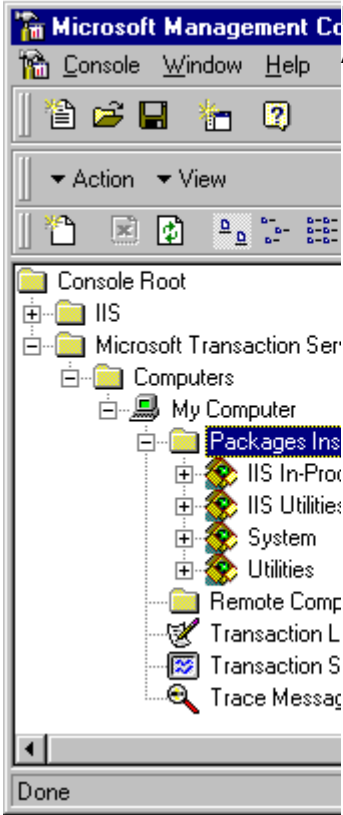 Microsoft Management Co
Console Window Help
Action View
Console Root
IIS
Microsoft Transaction Ser
Computers
My Computer
Packages Ins
IIS In-Proc
IIS Utilities
System
Utilities
Remote Comp
Transaction L
Transaction S
Trace Messag
Done